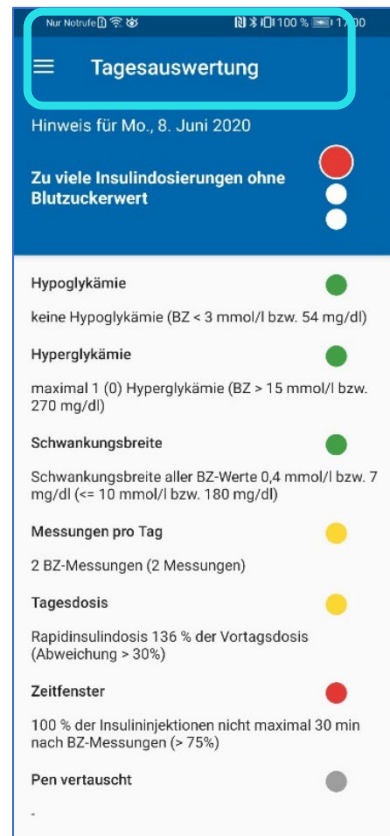 Nur Notrufe 100 % 17:00
Tagesauswertung
Hinweis für Mo., 8. Juni 2020
Zu viele Insulindosierungen ohne
Blutzuckerwert
Hypoglykämie
keine Hypoglykämie (BZ < 3 mmol/l bzw. 54 mg/dl)
Hyperglykämie
maximal 1 (0) Hyperglykämie (BZ > 15 mmol/l bzw.
270 mg/dl)
Schwankungsbreite
Schwankungsbreite aller BZ-Werte 0,4 mmol/l bzw. 7
mg/dl (<= 10 mmol/l bzw. 180 mg/dl)
Messungen pro Tag
2 BZ-Messungen (2 Messungen)
Tagesdosis
Rapidinsulindosis 136 % der Vortagsdosis
(Abweichung > 30%)
Zeitfenster
100 % der Insulininjektionen nicht maximal 30 min
nach BZ-Messungen (> 75%)
Pen vertauscht
-